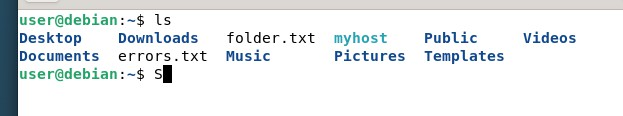 user@debian:~$ ls
Desktop Downloads folder.txt myhost Public Videos
Documents errors.txt Music Pictures Templates
user@debian:~$ S